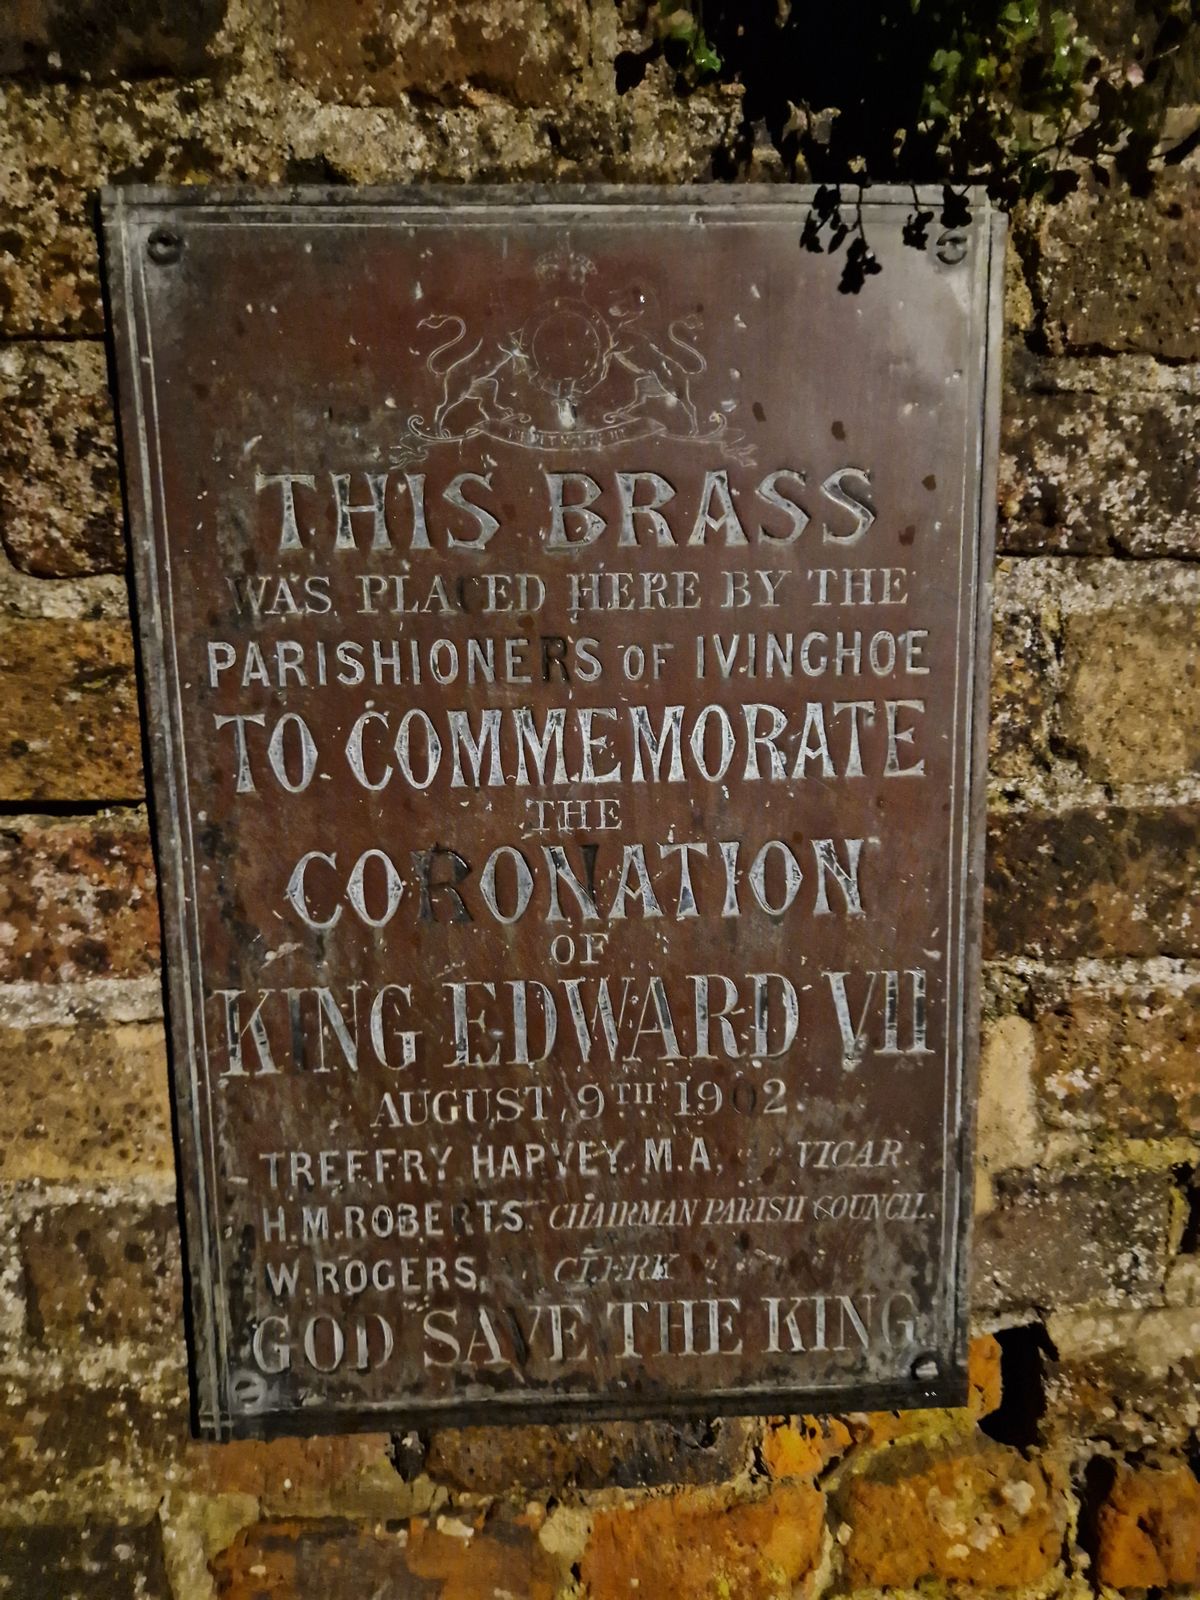 THIS BRASS
WAS PLACED HERE BY THE
PARISHIONERS OF IVINGHOE
TO COMMEMORATE
THE
CORONATION
OF
KING EDWARD VII
AUGUST 9TH 1902.
TREFFRY HARVEY. M.A, " " VICAR.
H.M.ROBERTS. CHAIRMAN PARISH COUNCIL.
W.ROGERS, CLERK " " "
GOD SAVE THE KING